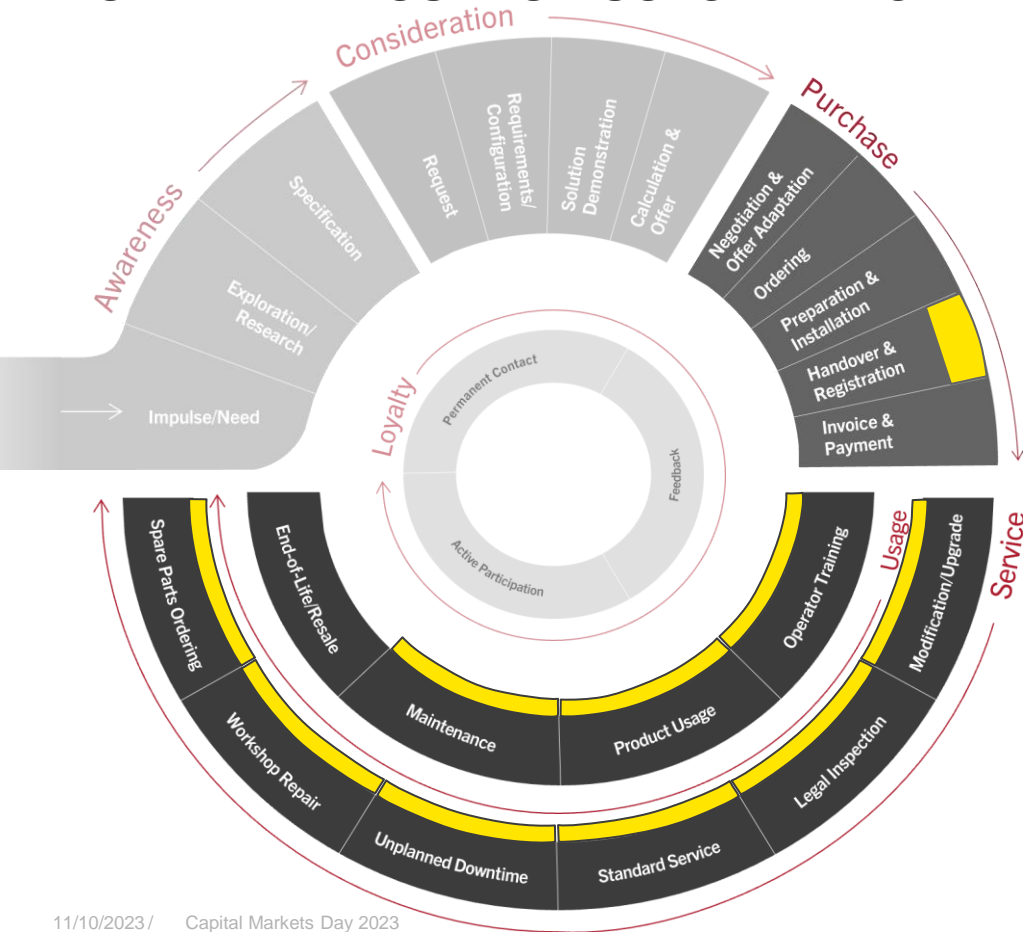 Consideration
Purchase
Awareness
Request
Requirements/
Configuration
Solution
Demonstration
Calculation &
Offer
Negotiation &
Offer Adaptation
Ordering
Preparation &
Installation
Handover &
Registration
Invoice &
Payment
Specification
Exploration/
Research
Impulse/Need
Loyalty
Permanent Contact
Feedback
Active Participation
Usage
Service
Operator Training
Product Usage
Maintenance
End-of-Life/Resale
Modification/Upgrade
Legal Inspection
Standard Service
Unplanned Downtime
Workshop Repair
Spare Parts Ordering
11/10/2023 / Capital Markets Day 2023